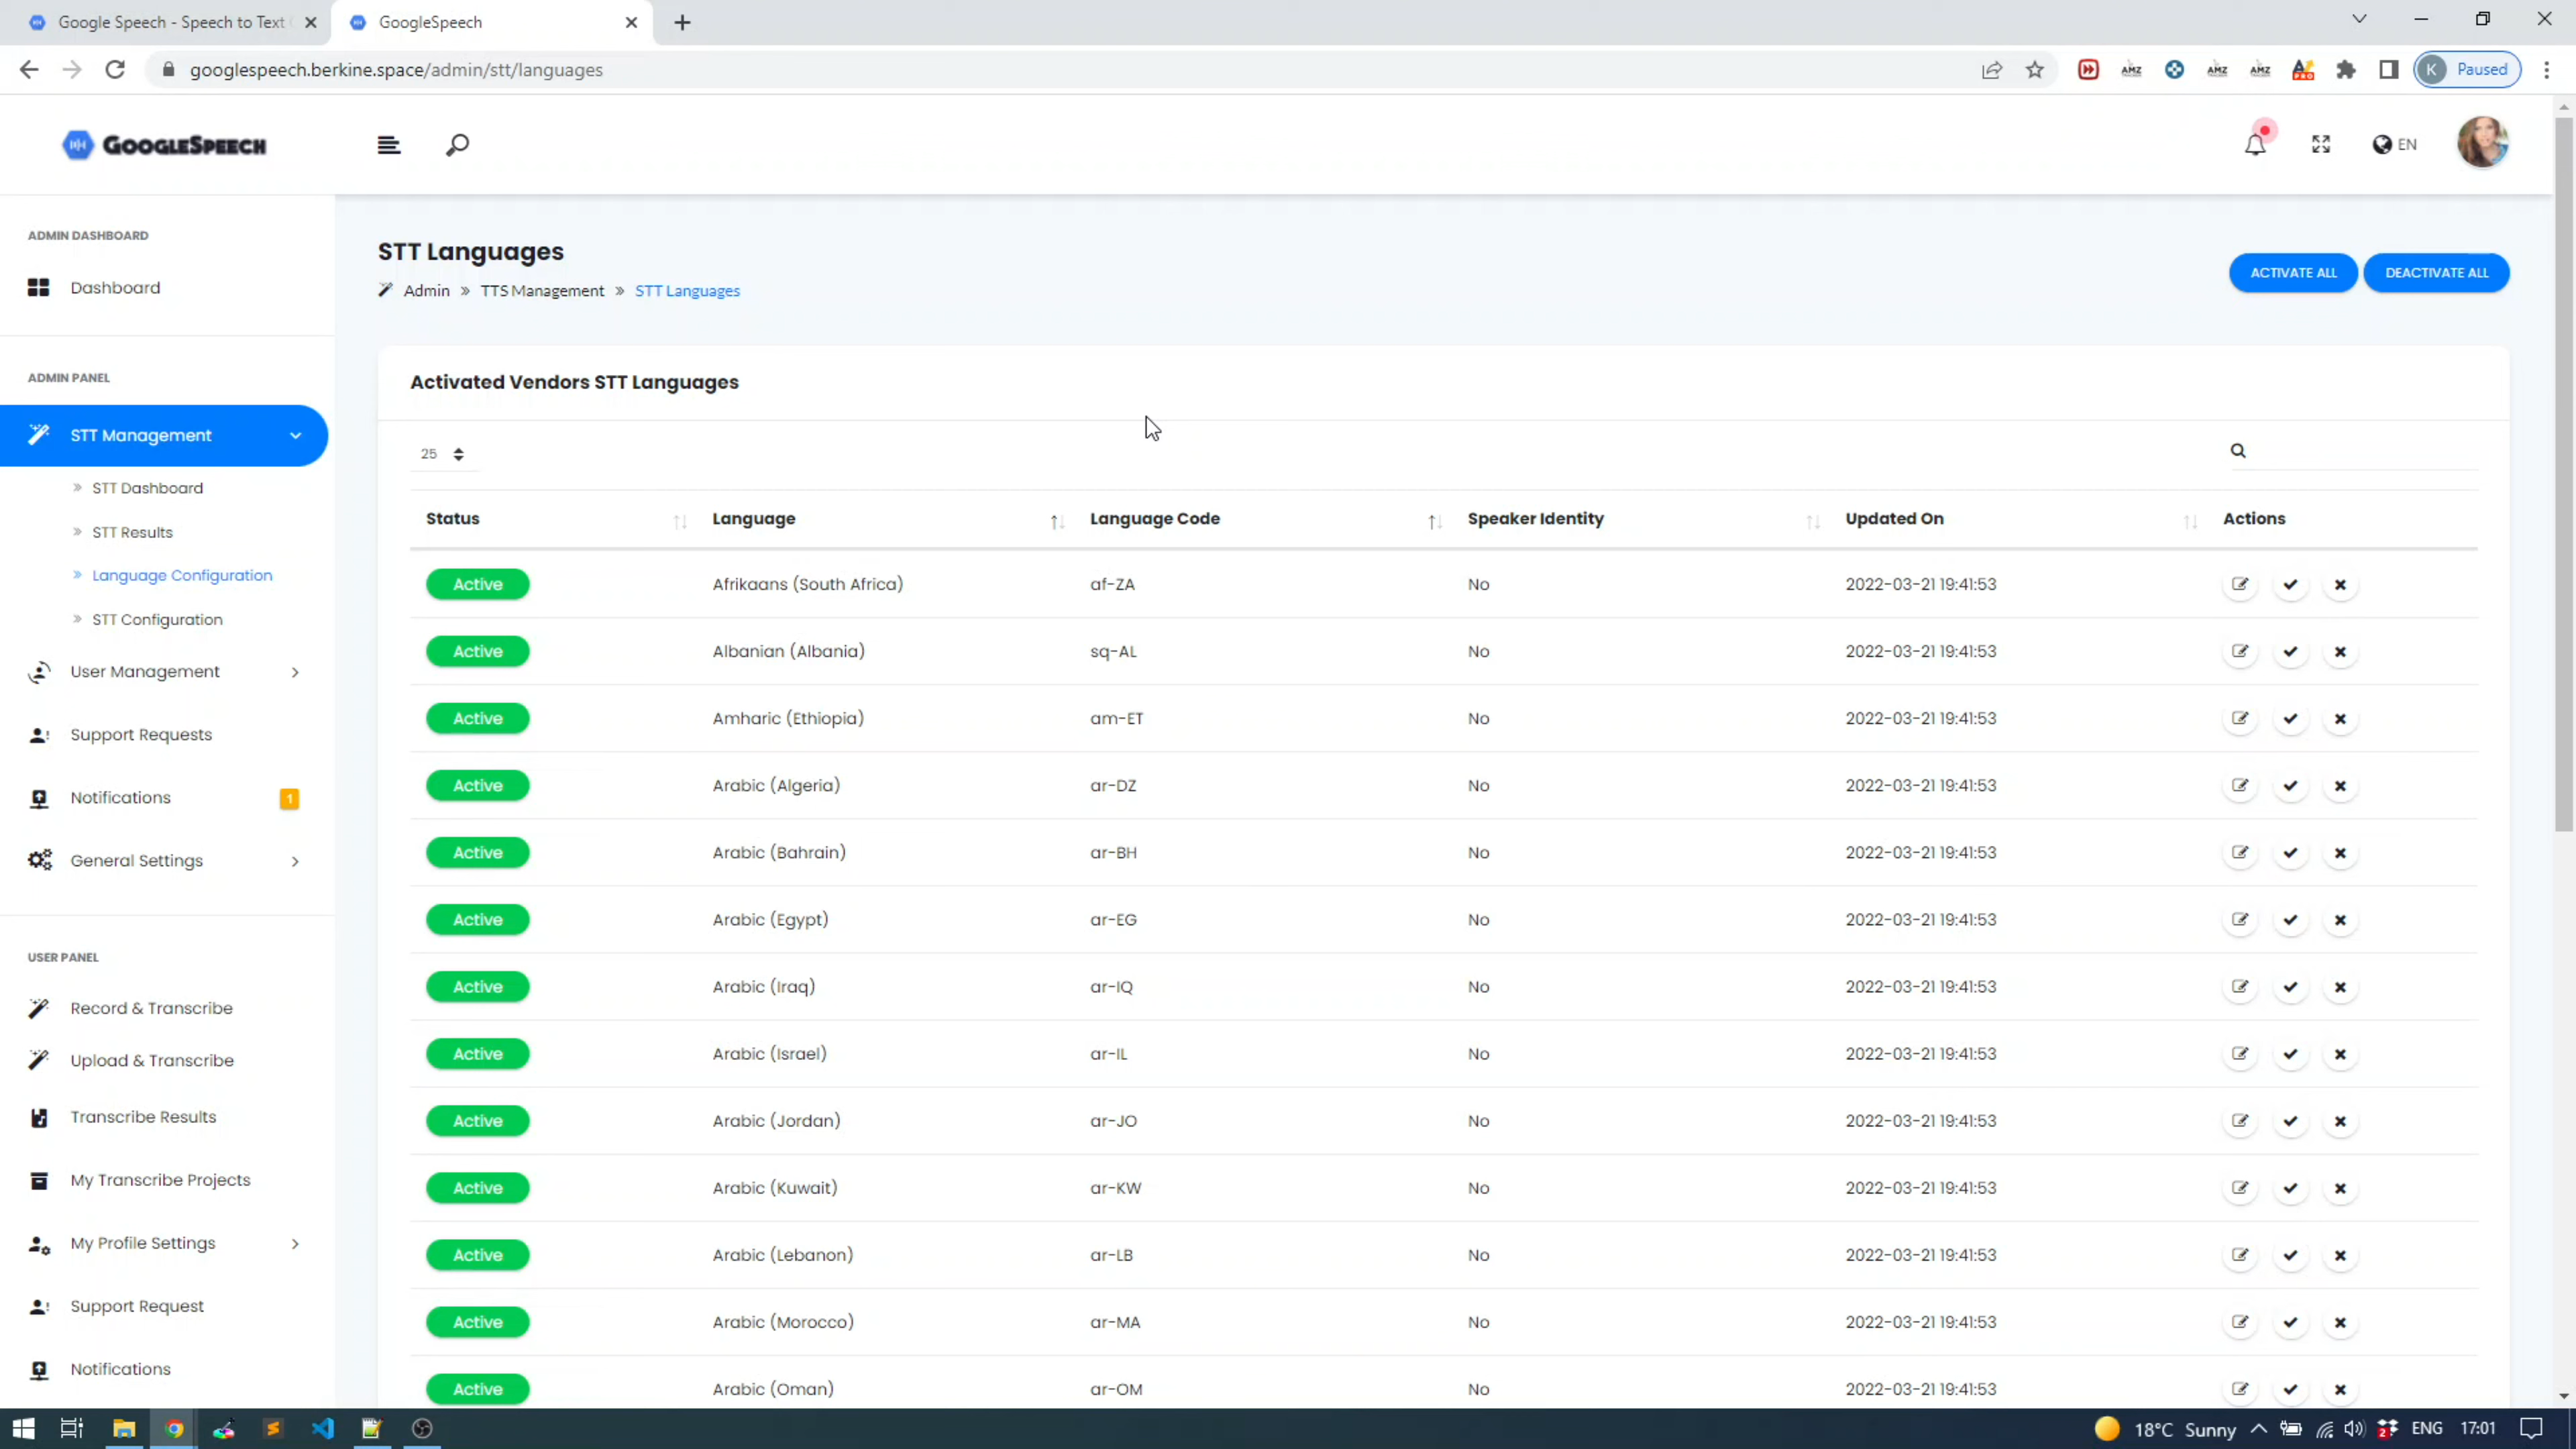 Google Speech - Speech to Text
GoogleSpeech
googlespeech.berkine.space/admin/stt/languages
AMZ
AMZ
AMZ
PRO
K Paused
GOOGLESPEECH
EN
ADMIN DASHBOARD
Dashboard
ADMIN PANEL
STT Management
STT Dashboard
STT Results
Language Configuration
STT Configuration
User Management
Support Requests
Notifications 1
General Settings
USER PANEL
Record & Transcribe
Upload & Transcribe
Transcribe Results
My Transcribe Projects
My Profile Settings
Support Request
Notifications
STT Languages
Admin » TTS Management » STT Languages
ACTIVATE ALL DEACTIVATE ALL
Activated Vendors STT Languages
25
Status Language Language Code Speaker Identity Updated On Actions
Active Afrikaans (South Africa) af-ZA No 2022-03-21 19:41:53
Active Albanian (Albania) sq-AL No 2022-03-21 19:41:53
Active Amharic (Ethiopia) am-ET No 2022-03-21 19:41:53
Active Arabic (Algeria) ar-DZ No 2022-03-21 19:41:53
Active Arabic (Bahrain) ar-BH No 2022-03-21 19:41:53
Active Arabic (Egypt) ar-EG No 2022-03-21 19:41:53
Active Arabic (Iraq) ar-IQ No 2022-03-21 19:41:53
Active Arabic (Israel) ar-IL No 2022-03-21 19:41:53
Active Arabic (Jordan) ar-JO No 2022-03-21 19:41:53
Active Arabic (Kuwait) ar-KW No 2022-03-21 19:41:53
Active Arabic (Lebanon) ar-LB No 2022-03-21 19:41:53
Active Arabic (Morocco) ar-MA No 2022-03-21 19:41:53
Active Arabic (Oman) ar-OM No 2022-03-21 19:41:53
18°C Sunny 2 ENG 17:01